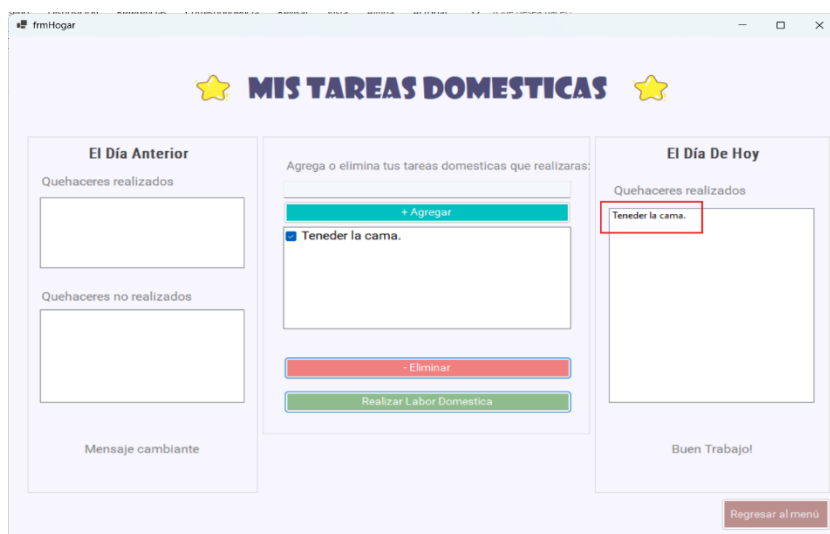 frmHogar
MIS TAREAS DOMESTICAS
El Día Anterior
Quehaceres realizados
Quehaceres no realizados
Mensaje cambiante
Agrega o elimina tus tareas domesticas que realizaras:
+ Agregar
Teneder la cama.
- Eliminar
Realizar Labor Domestica
El Día De Hoy
Quehaceres realizados
Teneder la cama.
Buen Trabajo!
Regresar al menú